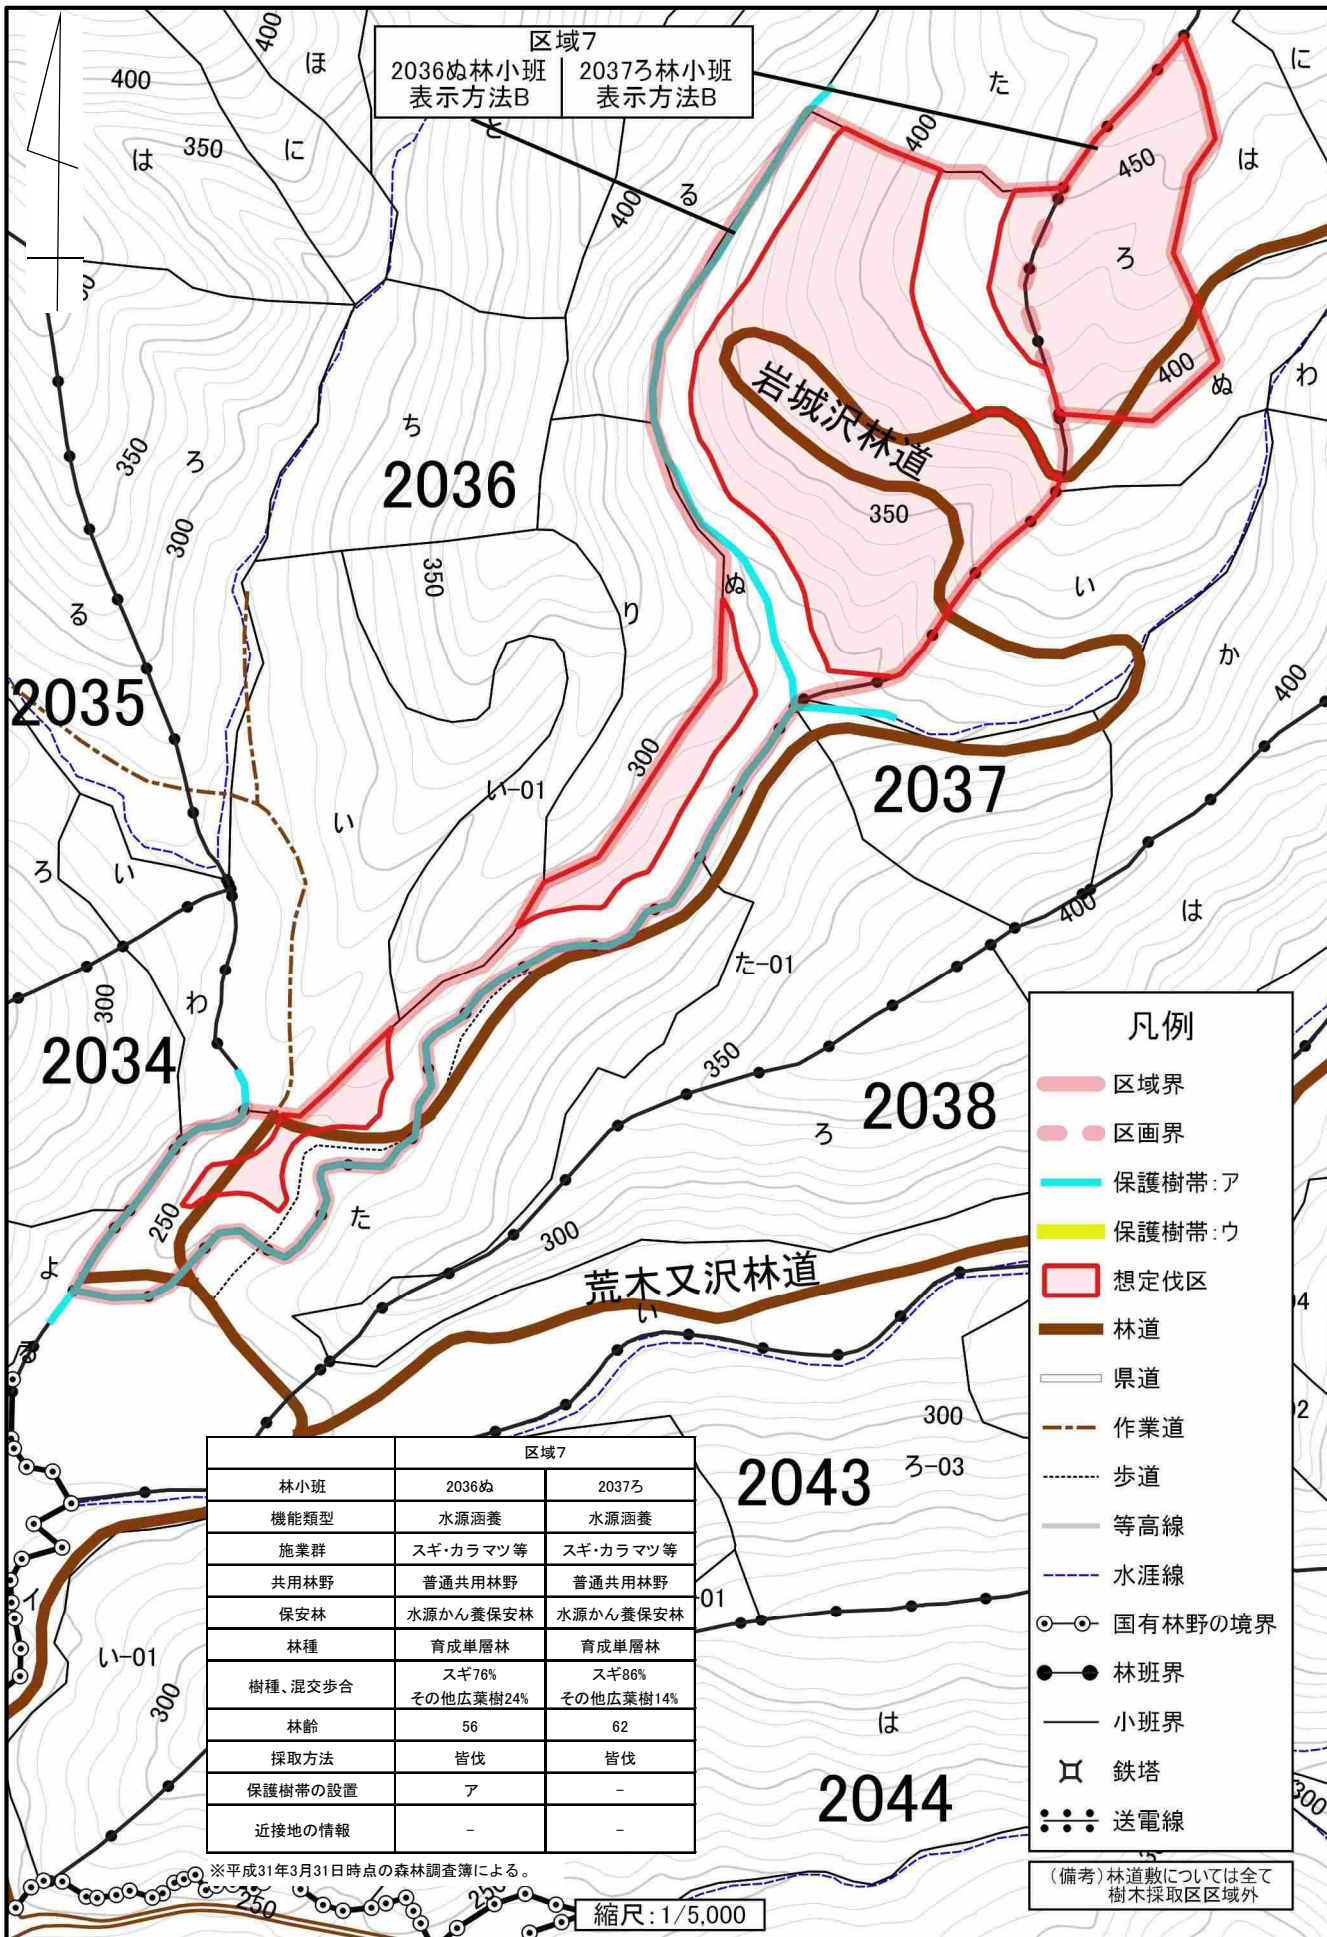 区域7
2036ぬ林小班 2037ろ林小班
表示方法B 表示方法B
400
400
ほ
は
350
に
と
400
る
た
400
450
に
は
ろ
400
ぬ
わ
岩城沢林道
350
ち
2036
350
ろ
300
350
る
り
ぬ
い
か
400
2035
300
い-01
い
2037
ろ
い
400
は
た-01
300
わ
2034
350
2038
ろ
250
た
300
よ
荒木又沢林道
い
る
300
ろ-03
2043
イ
い-01
300
01
は
2044
250
250
04
02
300
凡例
区域界
区画界
保護樹帯:ア
保護樹帯:ウ
想定伐区
林道
県道
作業道
歩道
等高線
水涯線
国有林野の境界
林班界
小班界
鉄塔
送電線
(備考)林道敷については全て
樹木採取区区域外
区域7
林小班 2036ぬ 2037ろ
機能類型 水源涵養 水源涵養
施業群 スギ・カラマツ等 スギ・カラマツ等
共用林野 普通共用林野 普通共用林野
保安林 水源かん養保安林 水源かん養保安林
林種 育成単層林 育成単層林
樹種、混交歩合 スギ76% スギ86%
その他広葉樹24% その他広葉樹14%
林齢 56 62
採取方法 皆伐 皆伐
保護樹帯の設置 ア -
近接地の情報 - -
※平成31年3月31日時点の森林調査簿による。
縮尺:1/5,000